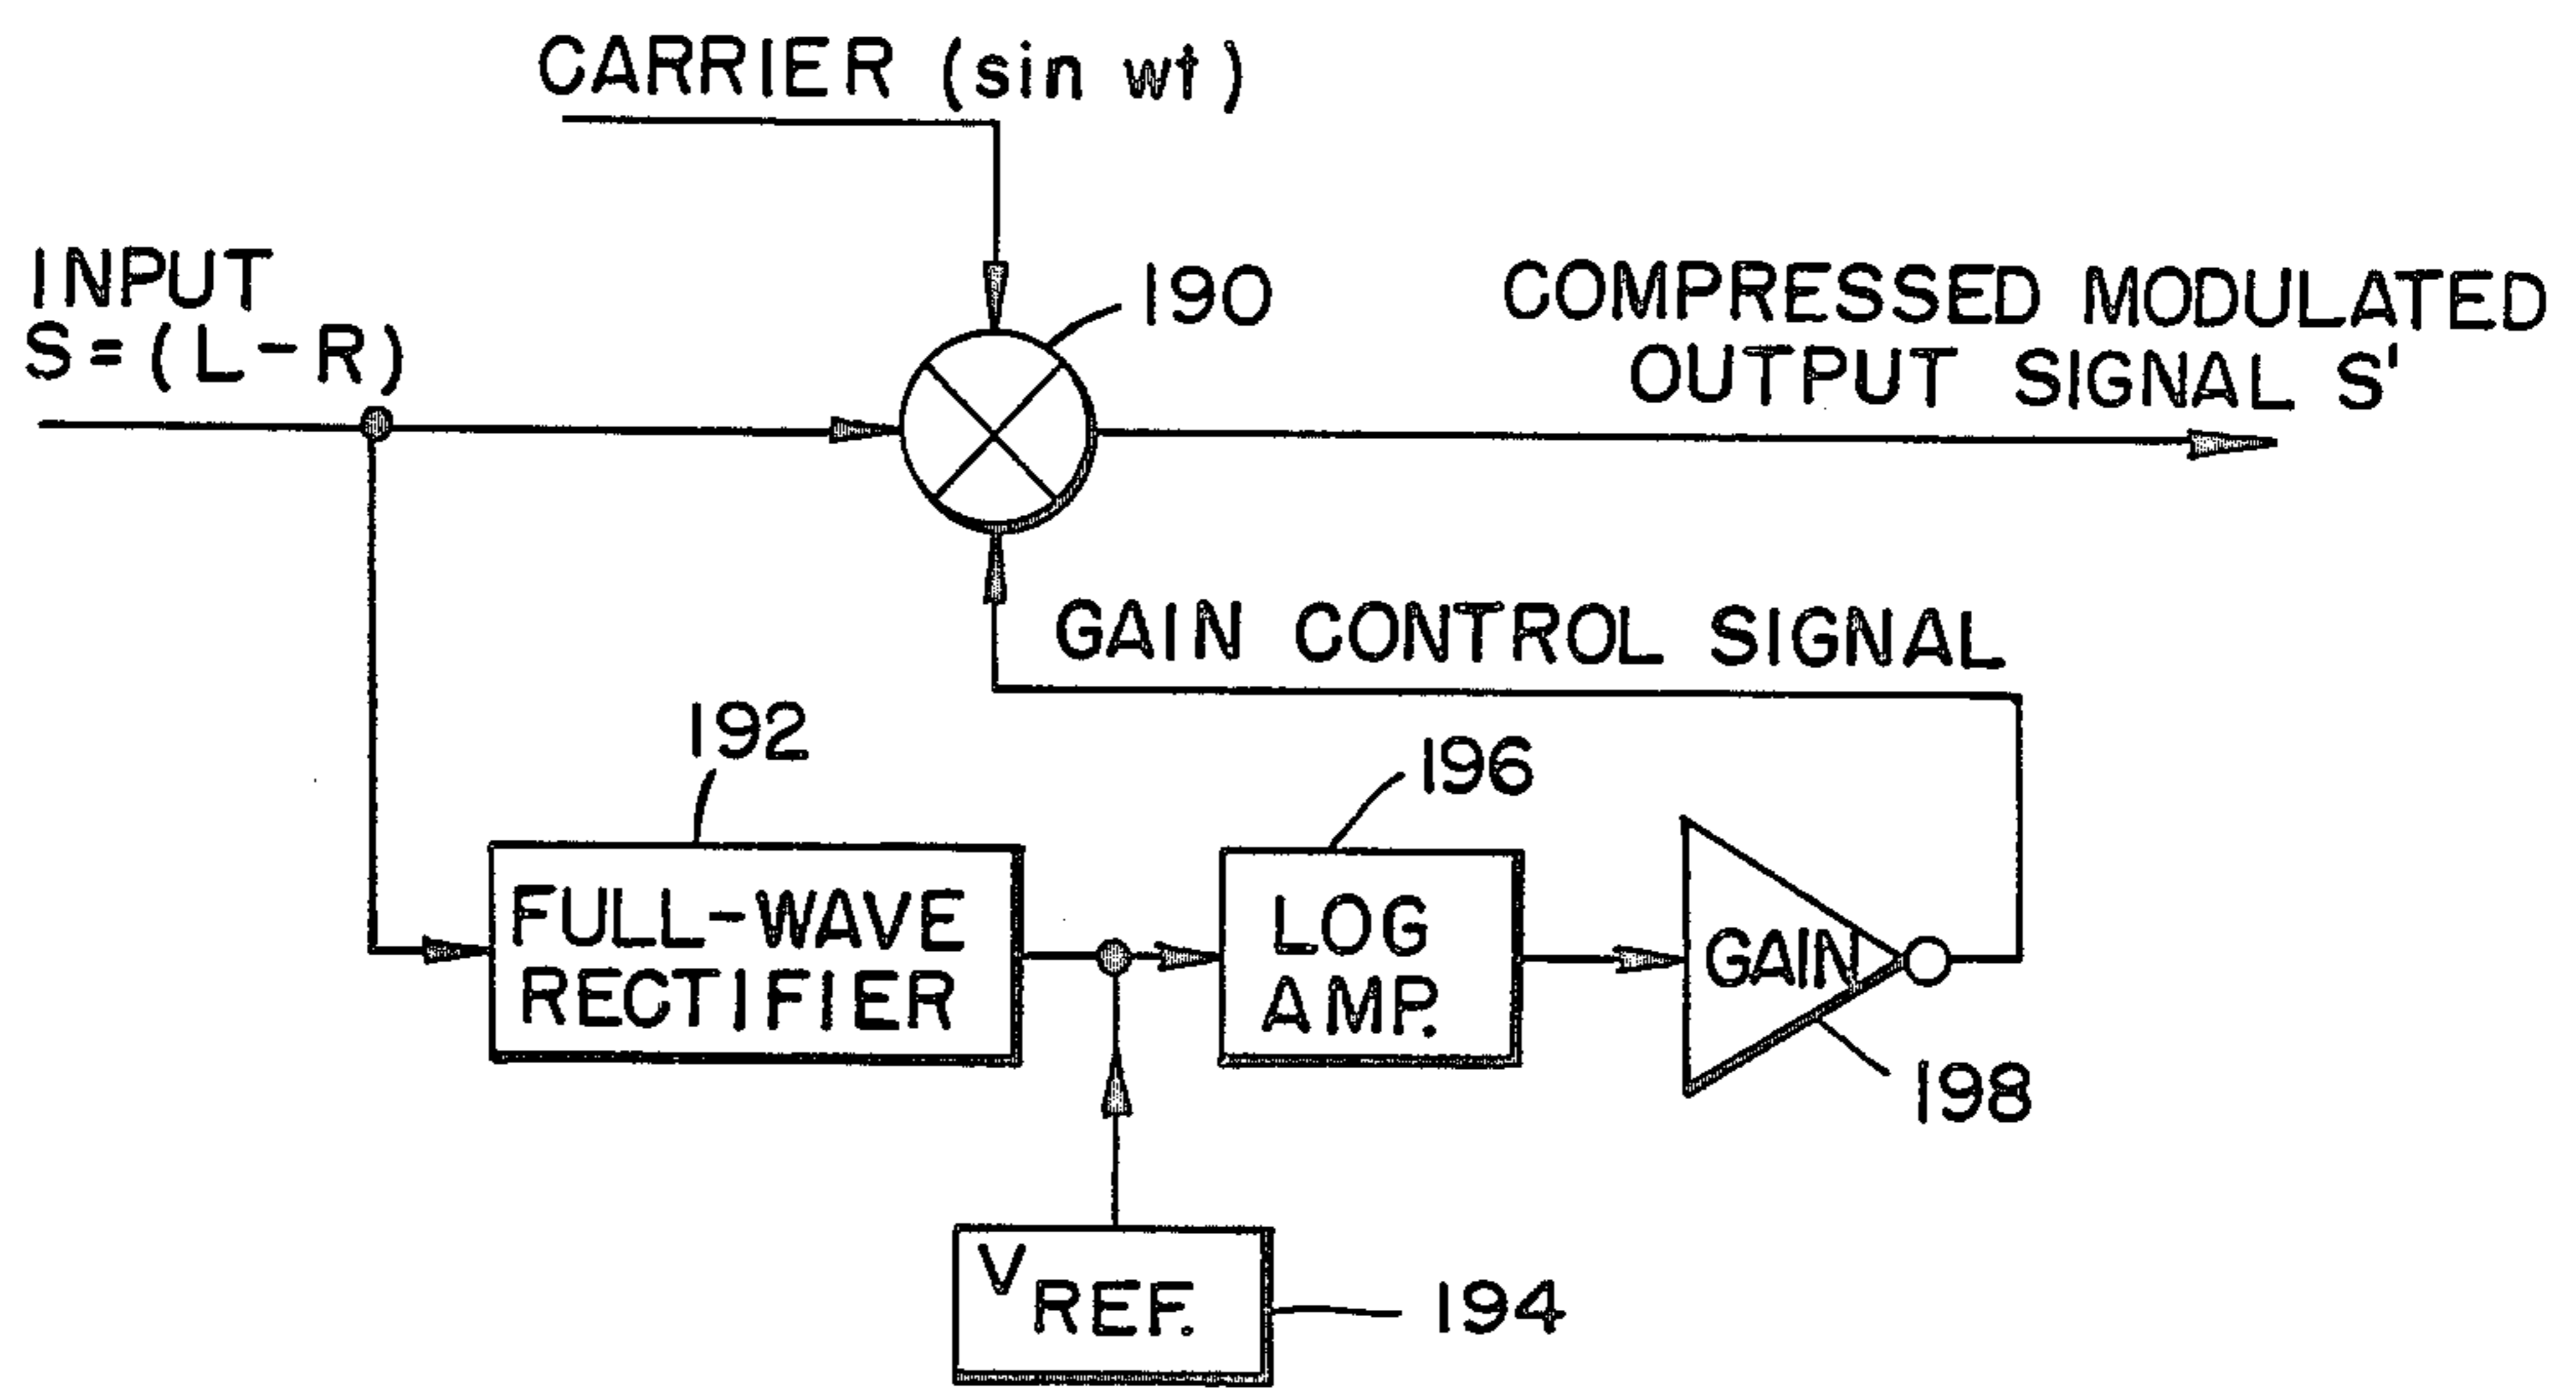 CARRIER (sin wt)
INPUT
S=(L-R)
190
COMPRESSED MODULATED
OUTPUT SIGNAL S'
GAIN CONTROL SIGNAL
192
196
FULL-WAVE
RECTIFIER
LOG
AMP.
GAIN
198
VREF.
194